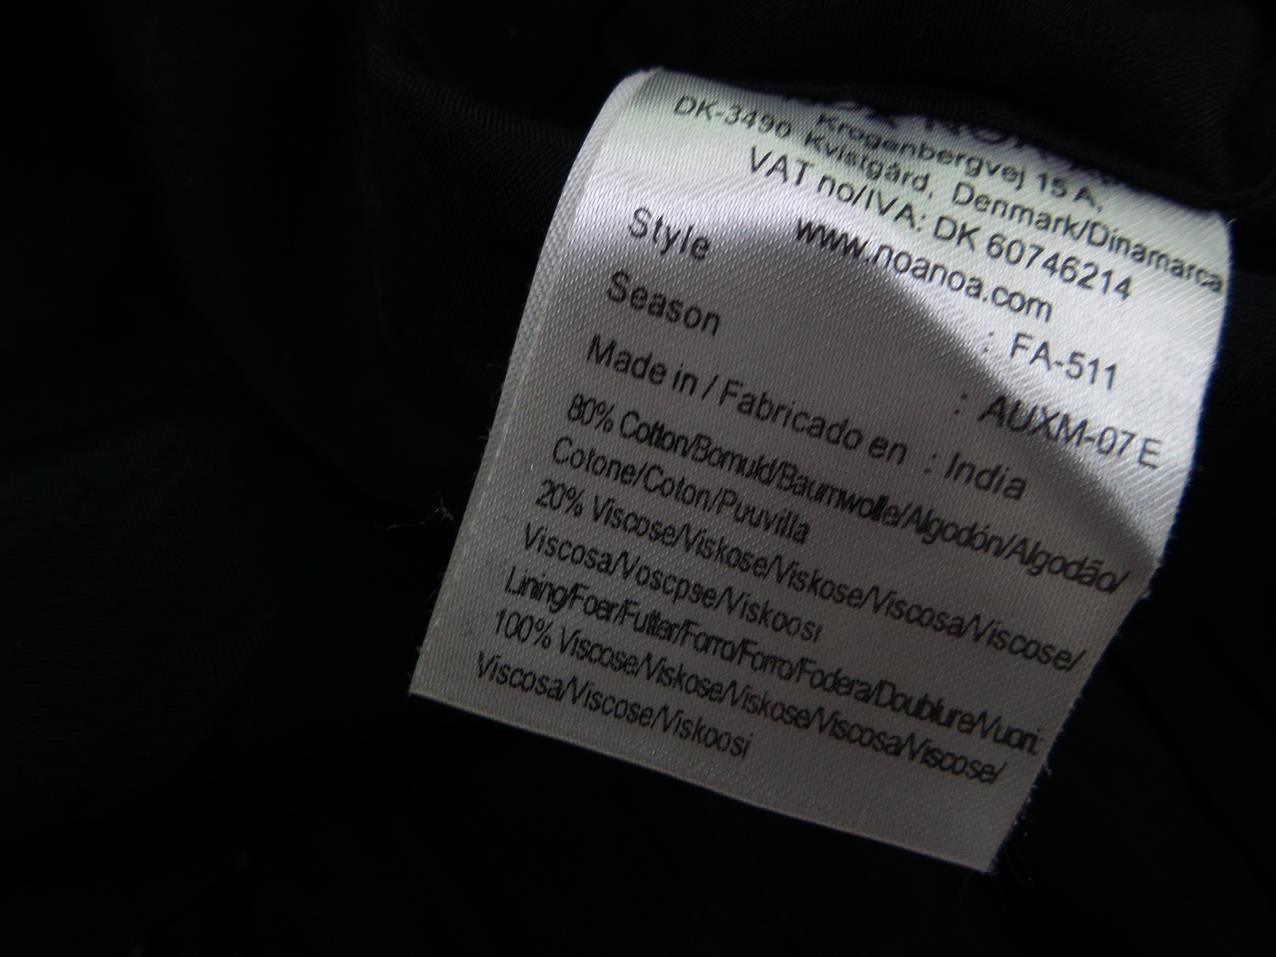 Krogenbergvej 15 A,
DK-3490 Kvistgård, Denmark/Dinamarca
VAT no/IVA: DK 60746214
www.noanoa.com
Style : FA-511
Season : AUXM-07 E
Made in / Fabricado en : India
80% Cotton/Bomuld/Baumwolle/Algodón/Algodão/
Cotone/Coton/Puuvilla
20% Viscose/Viskose/Viskose/Viscosa/Viscose/
Viscosa/Voscpse/Viskoosi
Lining/Foer/Futter/Forro/Forro/Fodera/Doublure/Vuori:
100% Viscose/Viskose/Viskose/Viscosa/Viscose/
Viscosa/Viscose/Viskoosi